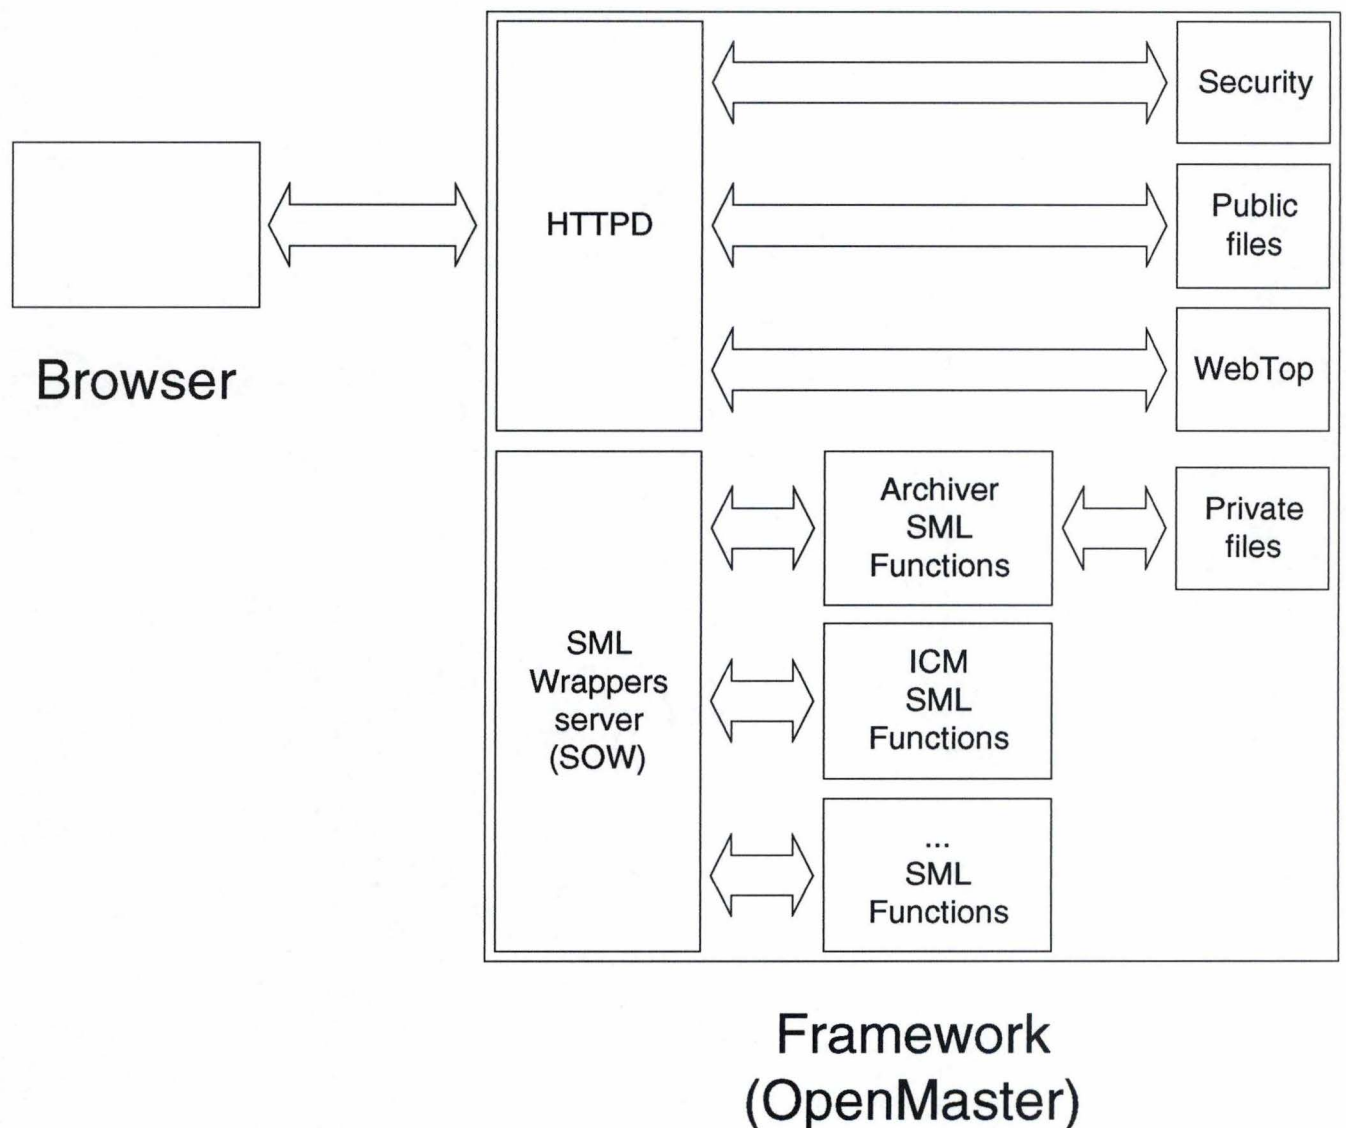 Security
HTTPD
Public
files
WebTop
Browser
Archiver
SML
Functions
Private
files
SML
Wrappers
server
(SOW)
ICM
SML
Functions
...
SML
Functions
Framework
(OpenMaster)